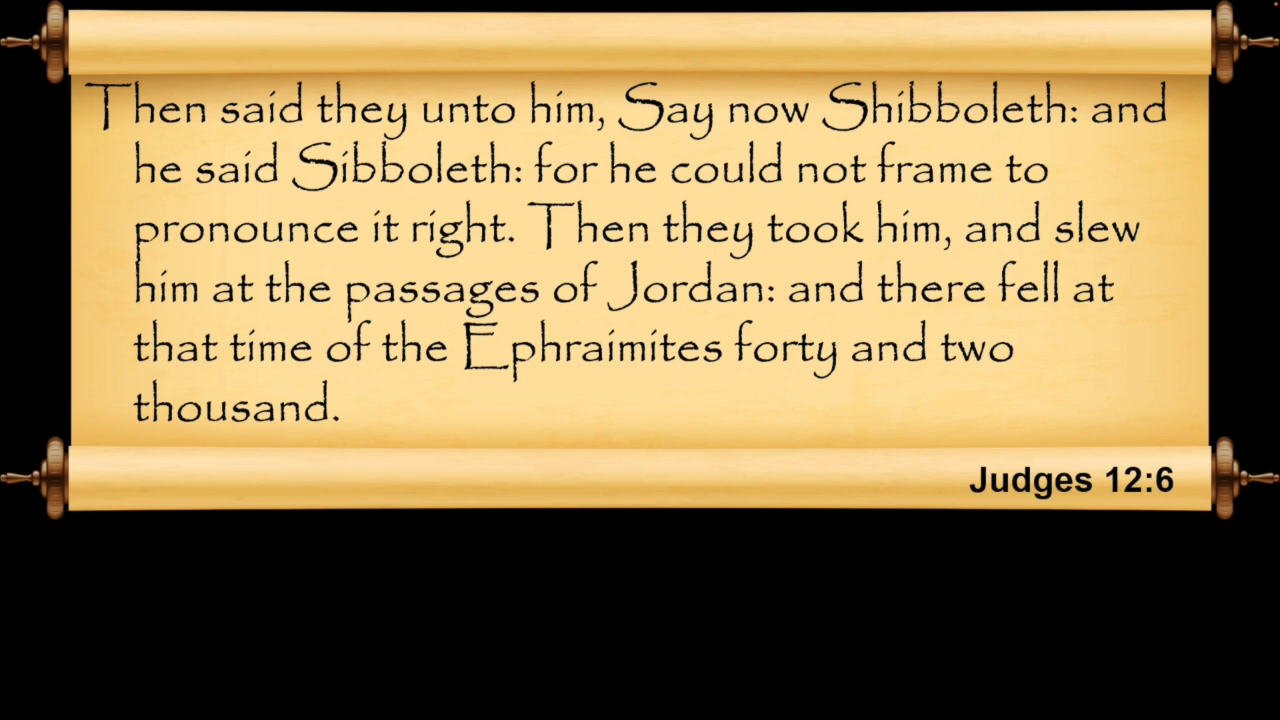 Then said they unto him, Say now Shibboleth: and
he said Sibboleth: for he could not frame to
pronounce it right. Then they took him, and slew
him at the passages of Jordan: and there fell at
that time of the Ephraimites forty and two
thousand.
Judges 12:6